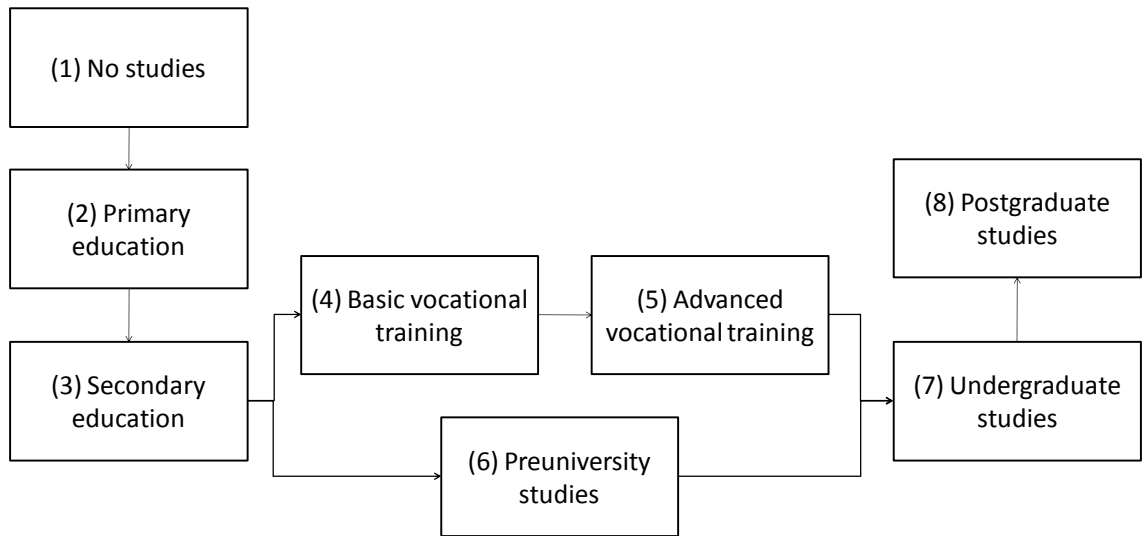 (1) No studies
(2) Primary
education
(3) Secondary
education
(4) Basic vocational
training
(5) Advanced
vocational training
(6) Preuniversity
studies
(7) Undergraduate
studies
(8) Postgraduate
studies